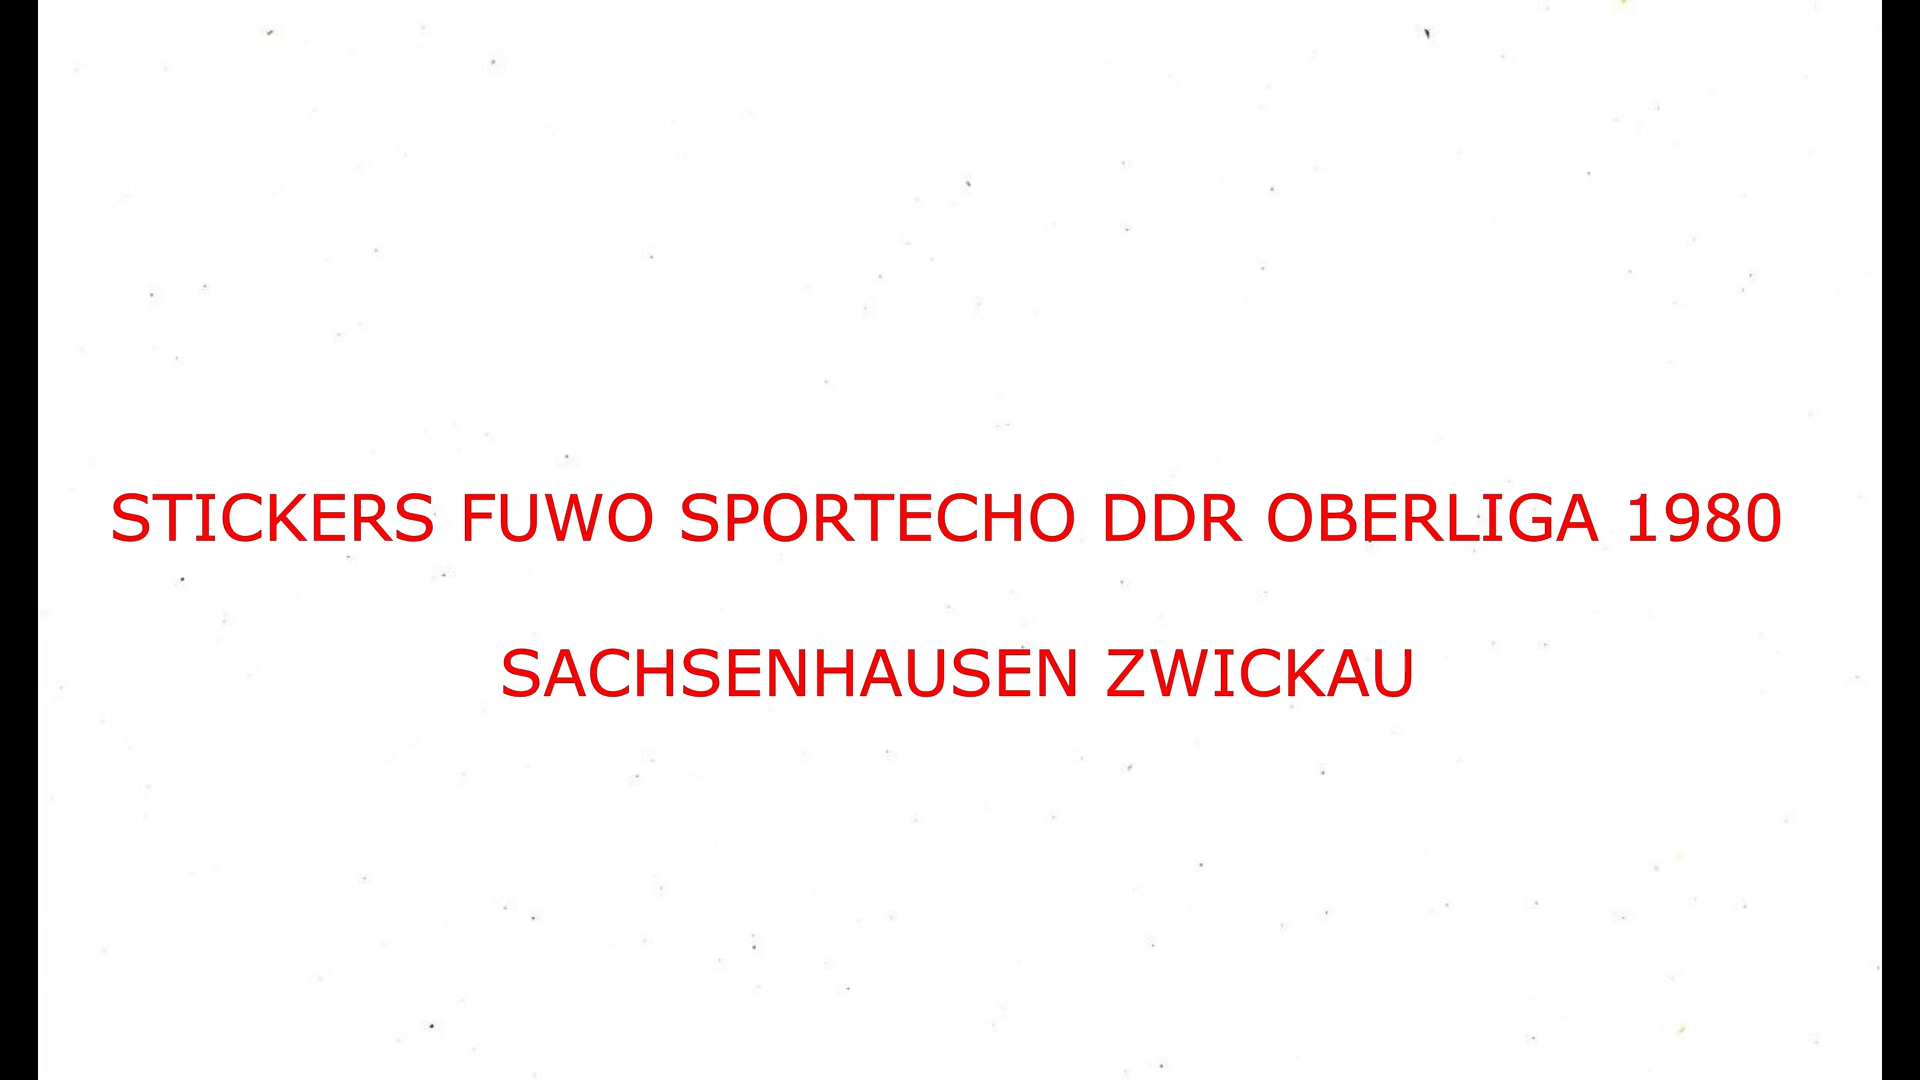 STICKERS FUWO SPORTECHO DDR OBERLIGA 1980
SACHSENHAUSEN ZWICKAU